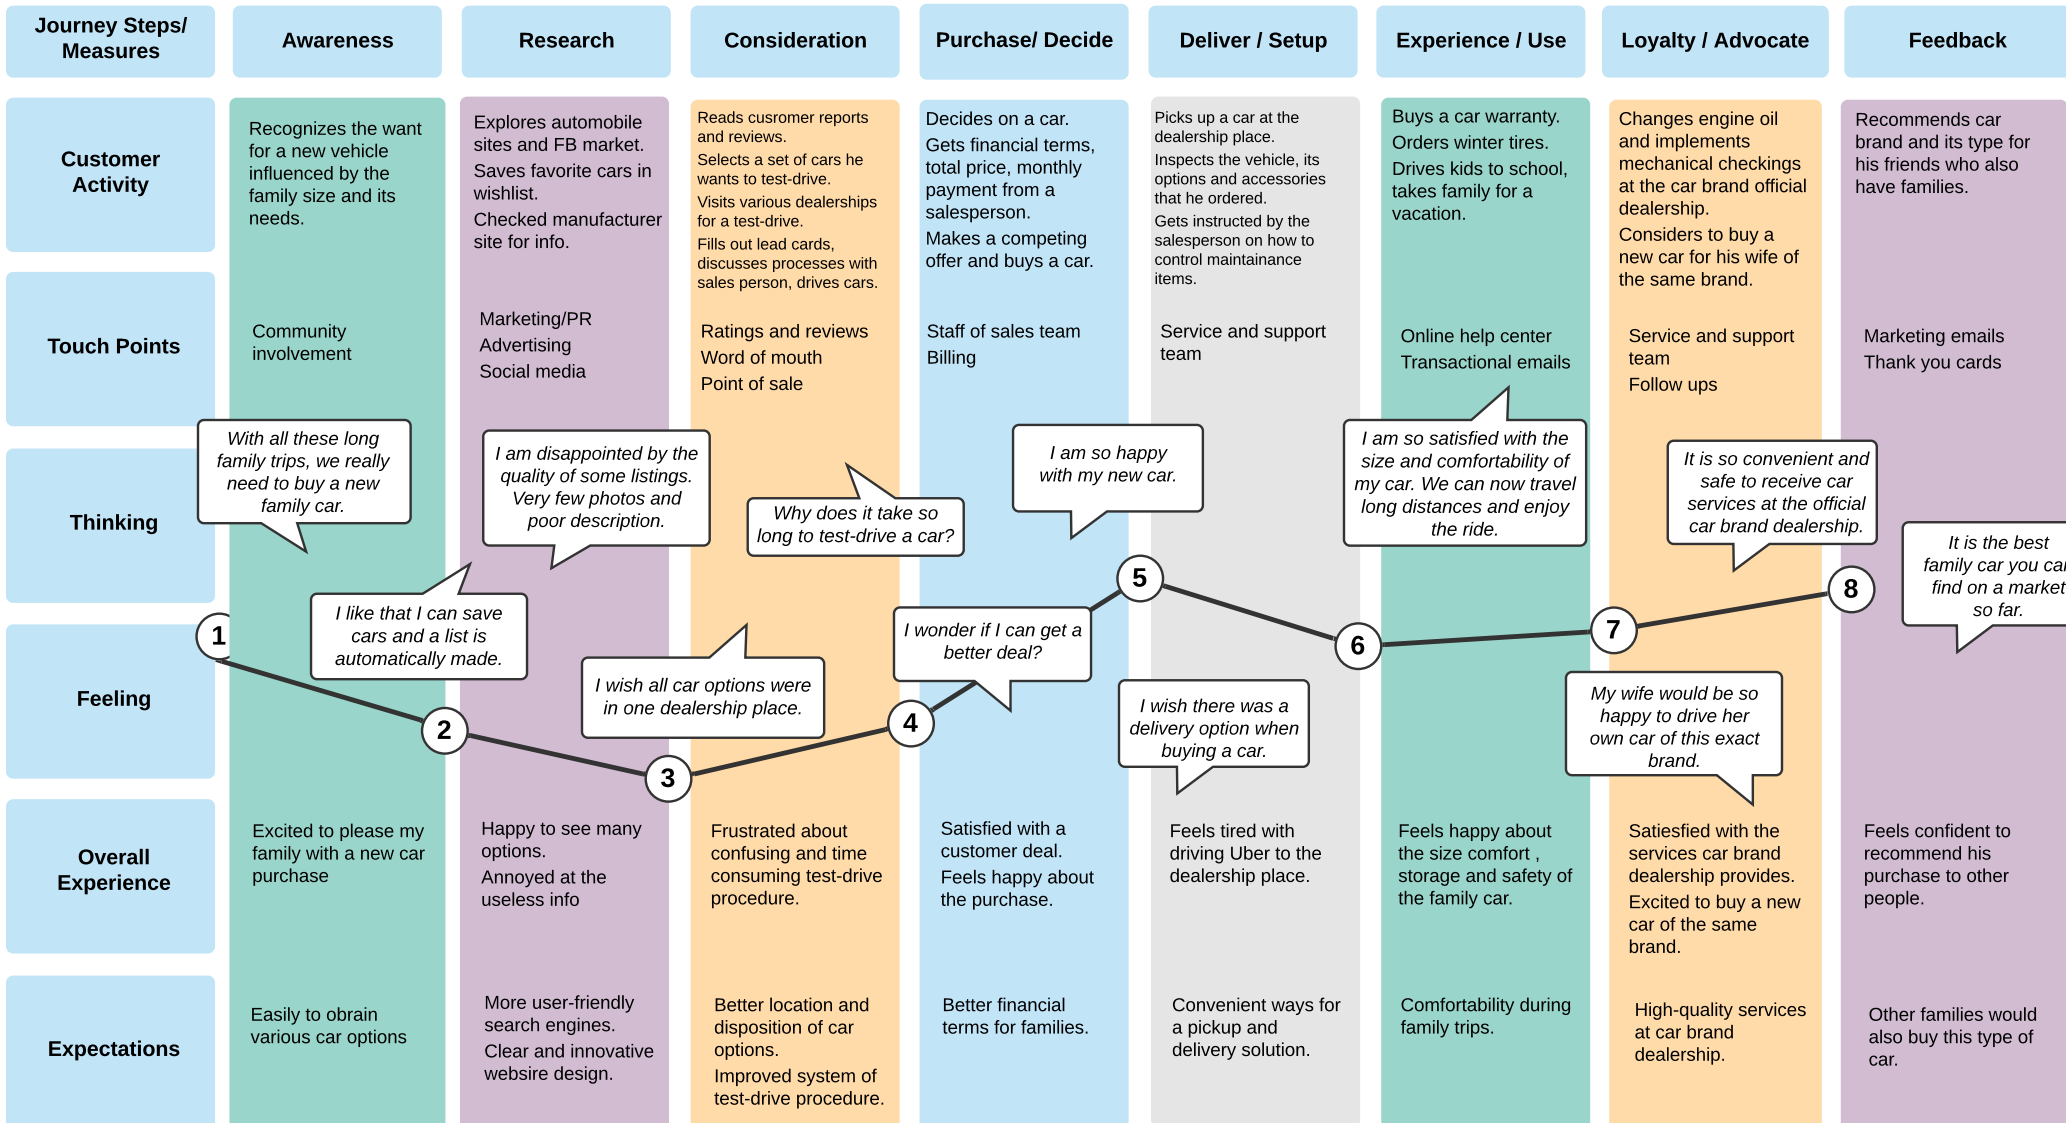 Journey Steps/
Measures
Awareness
Research
Consideration
Purchase/ Decide
Deliver / Setup
Experience / Use
Loyalty / Advocate
Feedback
Customer
Activity
Recognizes the want
for a new vehicle
influenced by the
family size and its
needs.
Explores automobile
sites and FB market.
Saves favorite cars in
wishlist.
Checked manufacturer
site for info.
Reads cusromer reports
and reviews.
Selects a set of cars he
wants to test-drive.
Visits various dealerships
for a test-drive.
Fills out lead cards,
discusses processes with
sales person, drives cars.
Decides on a car.
Gets financial terms,
total price, monthly
payment from a
salesperson.
Makes a competing
offer and buys a car.
Picks up a car at the
dealership place.
Inspects the vehicle, its
options and accessories
that he ordered.
Gets instructed by the
salesperson on how to
control maintainance
items.
Buys a car warranty.
Orders winter tires.
Drives kids to school,
takes family for a
vacation.
Changes engine oil
and implements
mechanical checkings
at the car brand official
dealership.
Considers to buy a
new car for his wife of
the same brand.
Recommends car
brand and its type for
his friends who also
have families.
Touch Points
Community
involvement
Marketing/PR
Advertising
Social media
Ratings and reviews
Word of mouth
Point of sale
Staff of sales team
Billing
Service and support
team
Online help center
Transactional emails
Service and support
team
Follow ups
Marketing emails
Thank you cards
Thinking
With all these long
family trips, we really
need to buy a new
family car.
I am disappointed by the
quality of some listings.
Very few photos and
poor description.
Why does it take so
long to test-drive a car?
I am so happy
with my new car.
I am so satisfied with the
size and comfortability of
my car. We can now travel
long distances and enjoy
the ride.
It is so convenient and
safe to receive car
services at the official
car brand dealership.
It is the best
family car you can
find on a market
so far.
Feeling
1
2
3
4
5
6
7
8
I like that I can save
cars and a list is
automatically made.
I wish all car options were
in one dealership place.
I wonder if I can get a
better deal?
I wish there was a
delivery option when
buying a car.
My wife would be so
happy to drive her
own car of this exact
brand.
Overall
Experience
Excited to please my
family with a new car
purchase
Happy to see many
options.
Annoyed at the
useless info
Frustrated about
confusing and time
consuming test-drive
procedure.
Satisfied with a
customer deal.
Feels happy about
the purchase.
Feels tired with
driving Uber to the
dealership place.
Feels happy about
the size comfort ,
storage and safety of
the family car.
Satiesfied with the
services car brand
dealership provides.
Excited to buy a new
car of the same
brand.
Feels confident to
recommend his
purchase to other
people.
Expectations
Easily to obrain
various car options
More user-friendly
search engines.
Clear and innovative
websire design.
Better location and
disposition of car
options.
Improved system of
test-drive procedure.
Better financial
terms for families.
Convenient ways for
a pickup and
delivery solution.
Comfortability during
family trips.
High-quality services
at car brand
dealership.
Other families would
also buy this type of
car.